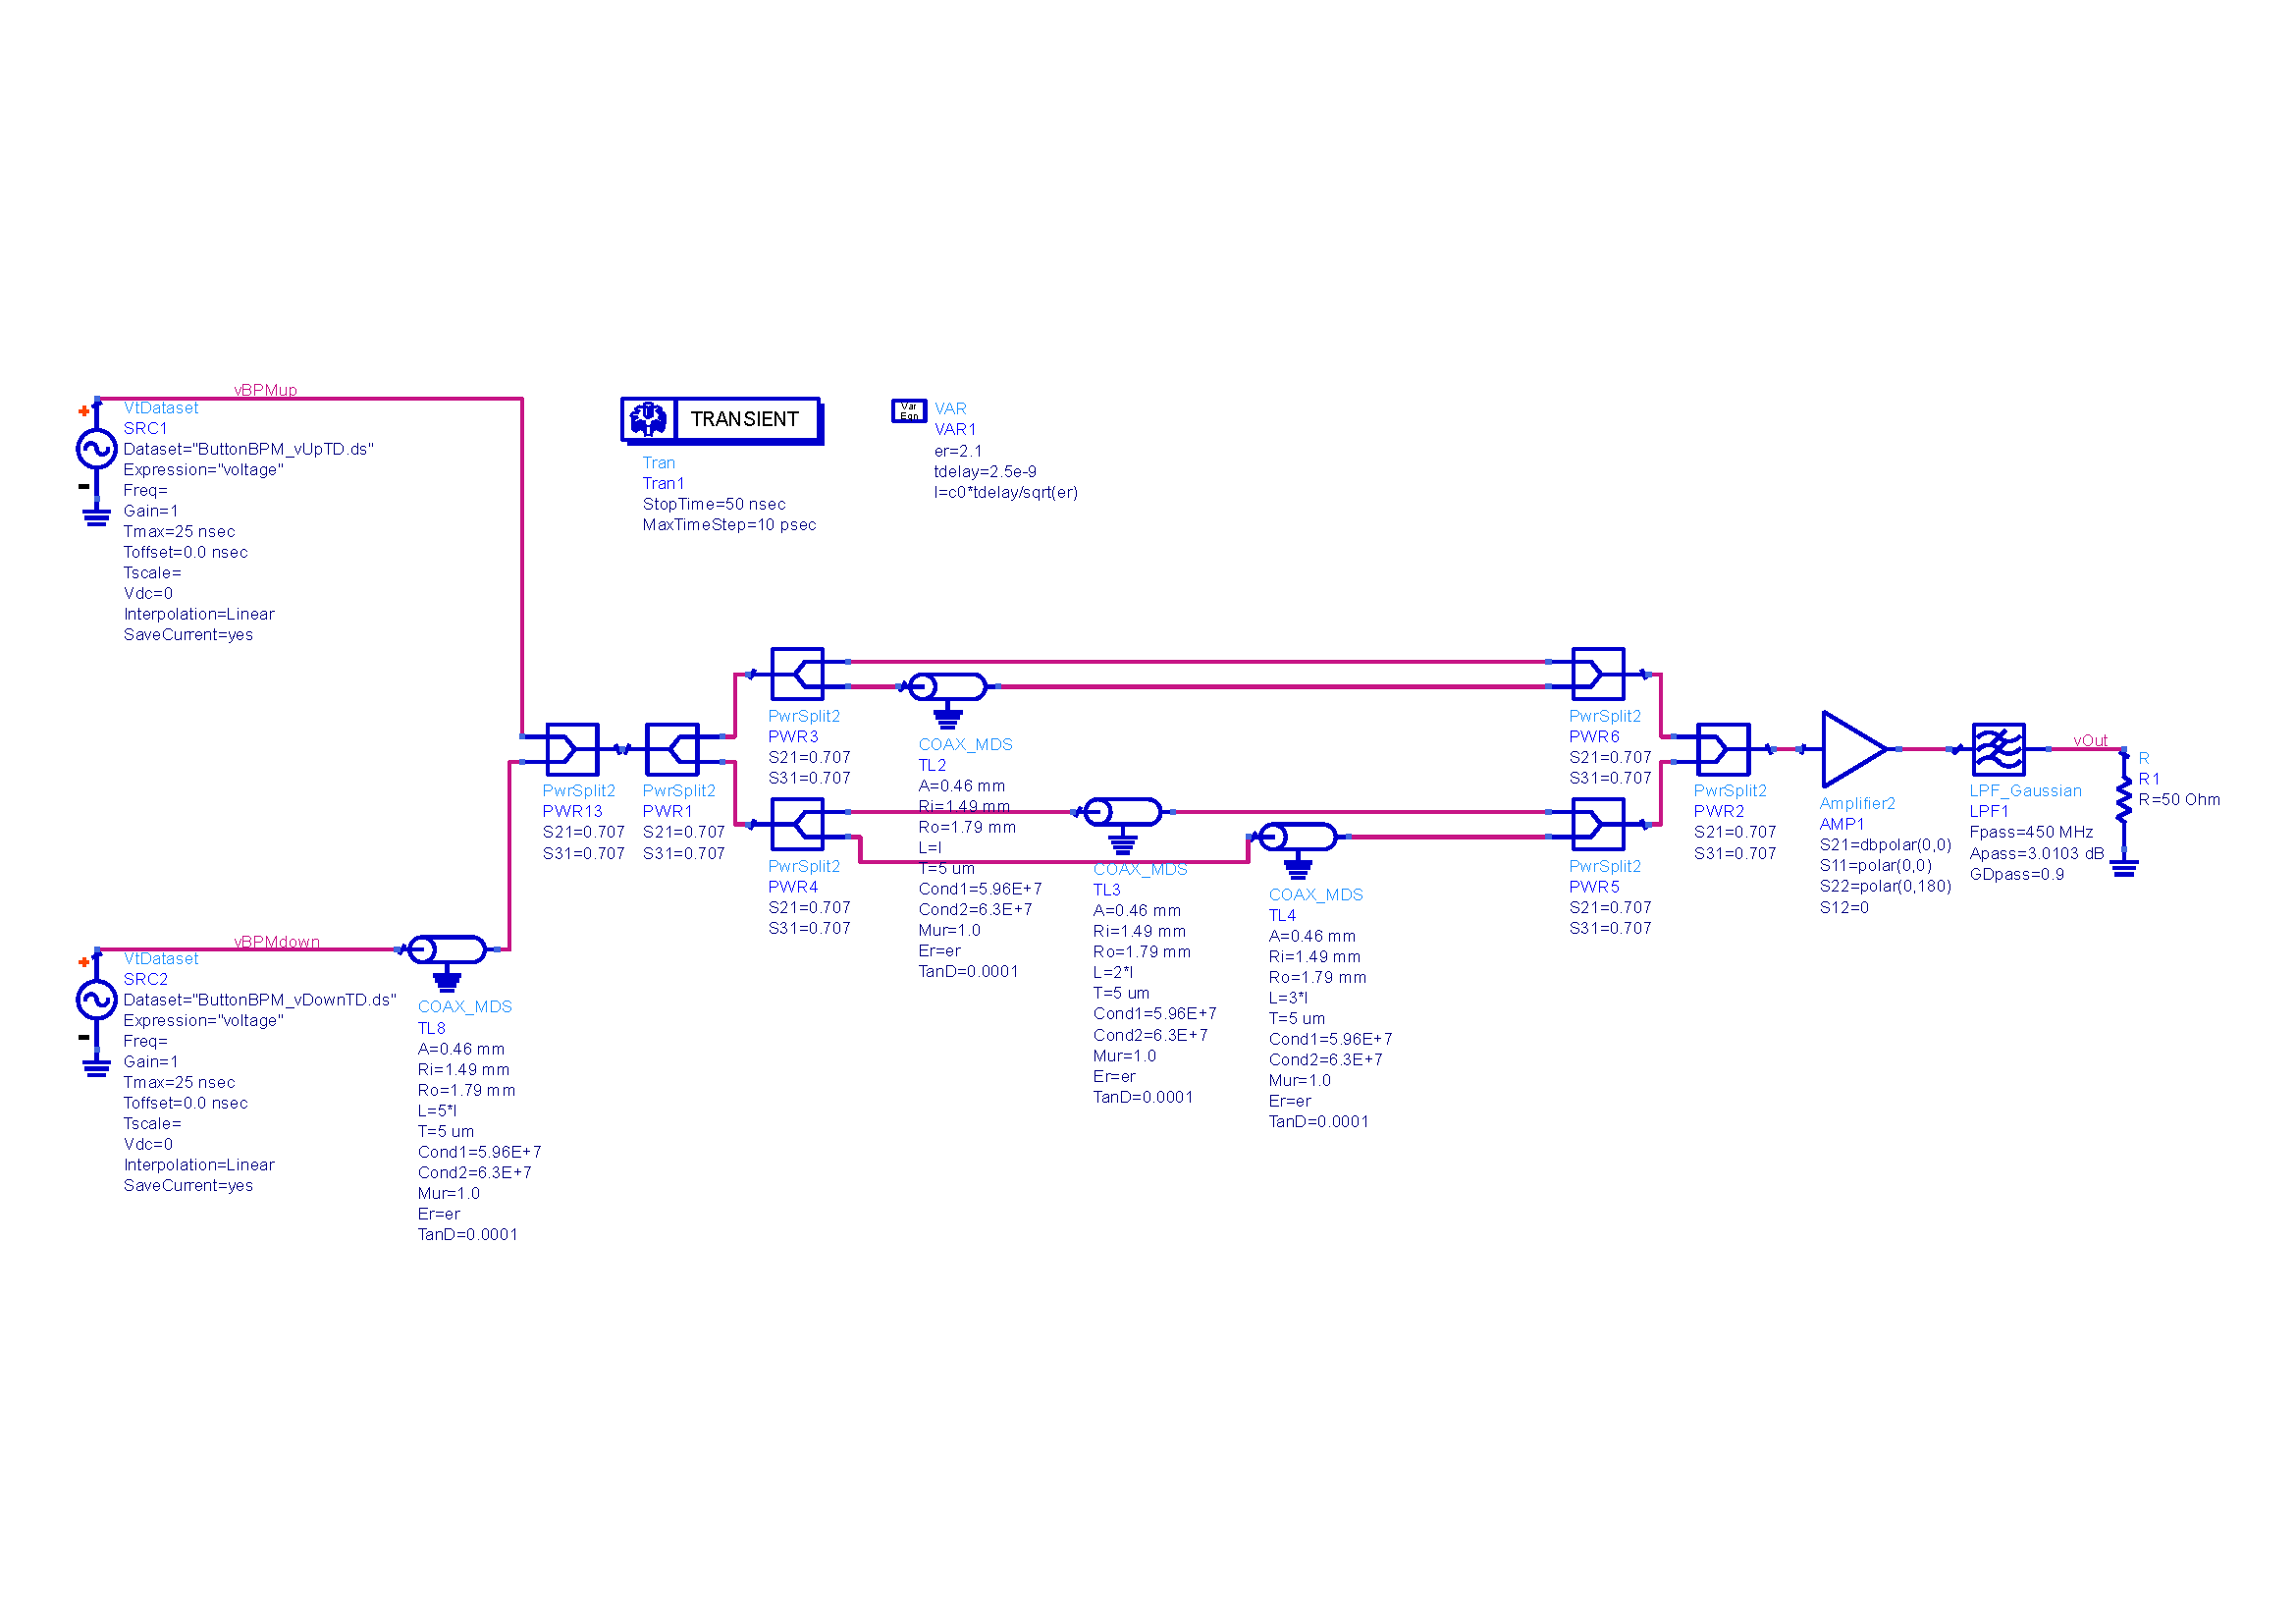 vBPMup
VtDataset
SRC1
Dataset="ButtonBPM_vUpTD.ds"
Expression="voltage"
Freq=
Gain=1
Tmax=25 nsec
Toffset=0.0 nsec
Tscale=
Vdc=0
Interpolation=Linear
SaveCurrent=yes
TRANSIENT
Tran
Tran1
StopTime=50 nsec
MaxTimeStep=10 psec
Var
Eqn
VAR
VAR1
er=2.1
tdelay=2.5e-9
l=c0*tdelay/sqrt(er)
PwrSplit2
PWR13
S21=0.707
S31=0.707
PwrSplit2
PWR1
S21=0.707
S31=0.707
PwrSplit2
PWR3
S21=0.707
S31=0.707
PwrSplit2
PWR4
S21=0.707
S31=0.707
COAX_MDS
TL2
A=0.46 mm
Ri=1.49 mm
Ro=1.79 mm
L=l
T=5 um
Cond1=5.96E+7
Cond2=6.3E+7
Mur=1.0
Er=er
TanD=0.0001
COAX_MDS
TL3
A=0.46 mm
Ri=1.49 mm
Ro=1.79 mm
L=2*l
T=5 um
Cond1=5.96E+7
Cond2=6.3E+7
Mur=1.0
Er=er
TanD=0.0001
COAX_MDS
TL4
A=0.46 mm
Ri=1.49 mm
Ro=1.79 mm
L=3*l
T=5 um
Cond1=5.96E+7
Cond2=6.3E+7
Mur=1.0
Er=er
TanD=0.0001
PwrSplit2
PWR6
S21=0.707
S31=0.707
PwrSplit2
PWR5
S21=0.707
S31=0.707
PwrSplit2
PWR2
S21=0.707
S31=0.707
Amplifier2
AMP1
S21=dbpolar(0,0)
S11=polar(0,0)
S22=polar(0,180)
S12=0
LPF_Gaussian
LPF1
Fpass=450 MHz
Apass=3.0103 dB
GDpass=0.9
vOut
R
R1
R=50 Ohm
vBPMdown
VtDataset
SRC2
Dataset="ButtonBPM_vDownTD.ds"
Expression="voltage"
Freq=
Gain=1
Tmax=25 nsec
Toffset=0.0 nsec
Tscale=
Vdc=0
Interpolation=Linear
SaveCurrent=yes
COAX_MDS
TL8
A=0.46 mm
Ri=1.49 mm
Ro=1.79 mm
L=5*l
T=5 um
Cond1=5.96E+7
Cond2=6.3E+7
Mur=1.0
Er=er
TanD=0.0001